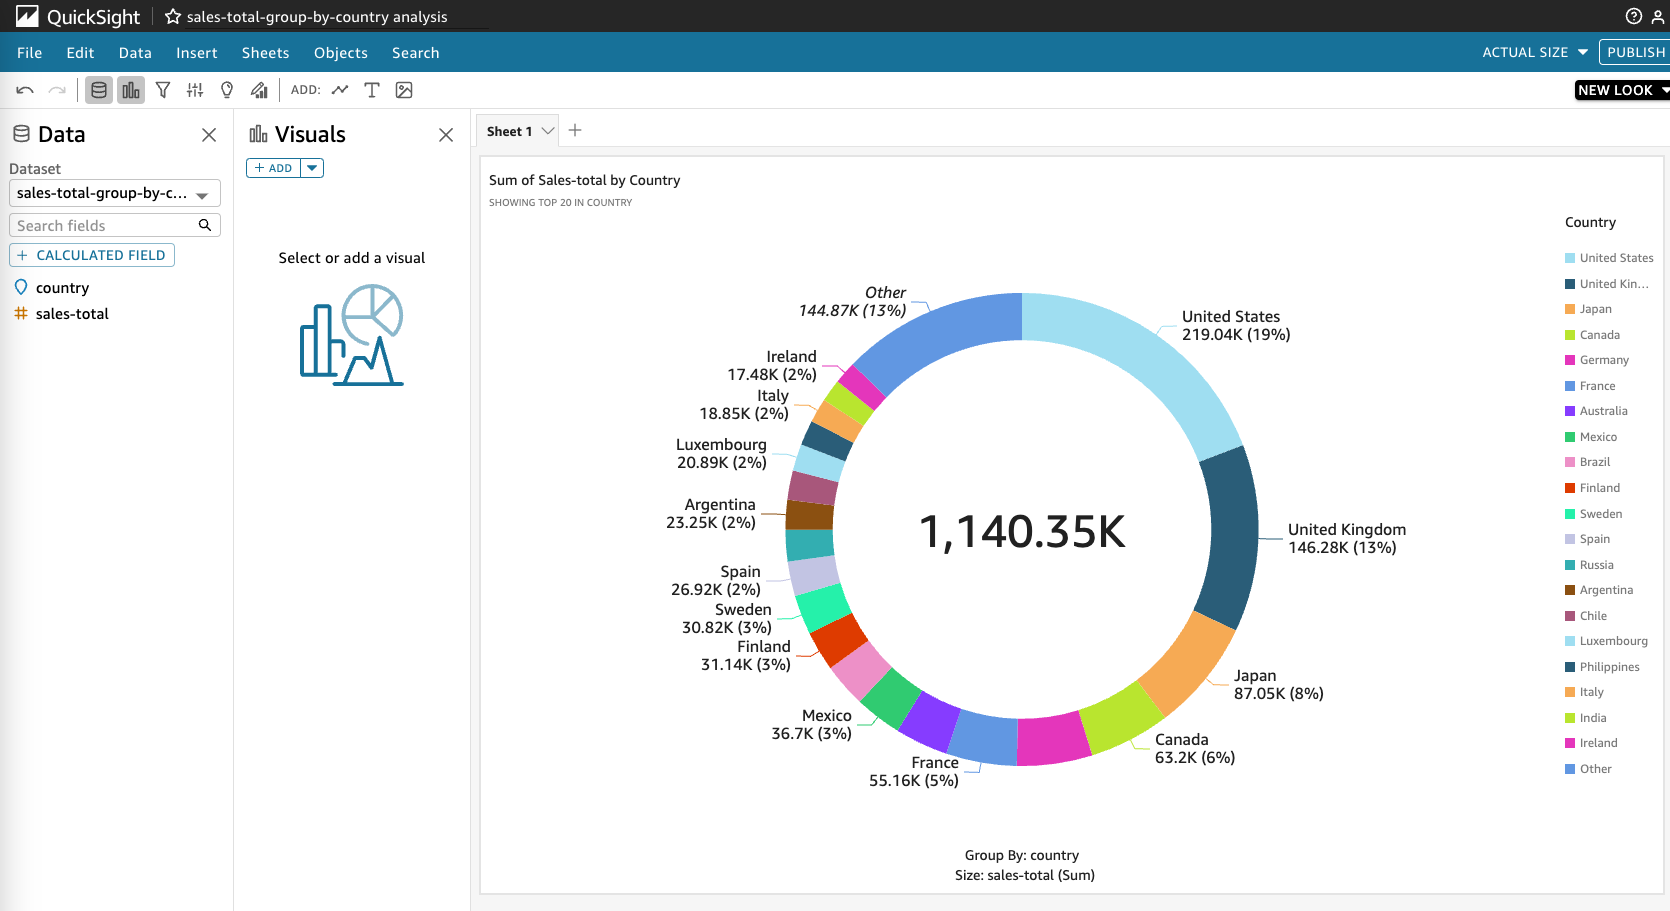 QuickSight
sales-total-group-by-country analysis
File Edit Data Insert Sheets Objects Search
ACTUAL SIZE
PUBLISH
ADD:
NEW LOOK
Data
Dataset
sales-total-group-by-c...
Search fields
+ CALCULATED FIELD
country
# sales-total
Visuals
+ ADD
Select or add a visual
Sheet 1
Sum of Sales-total by Country
SHOWING TOP 20 IN COUNTRY
Other
144.87K (13%)
Ireland
17.48K (2%)
Italy
18.85K (2%)
Luxembourg
20.89K (2%)
Argentina
23.25K (2%)
Spain
26.92K (2%)
Sweden
30.82K (3%)
Finland
31.14K (3%)
Mexico
36.7K (3%)
France
55.16K (5%)
Canada
63.2K (6%)
Japan
87.05K (8%)
United Kingdom
146.28K (13%)
United States
219.04K (19%)
1,140.35K
Group By: country
Size: sales-total (Sum)
Country
United States
United Kin...
Japan
Canada
Germany
France
Australia
Mexico
Brazil
Finland
Sweden
Spain
Russia
Argentina
Chile
Luxembourg
Philippines
Italy
India
Ireland
Other